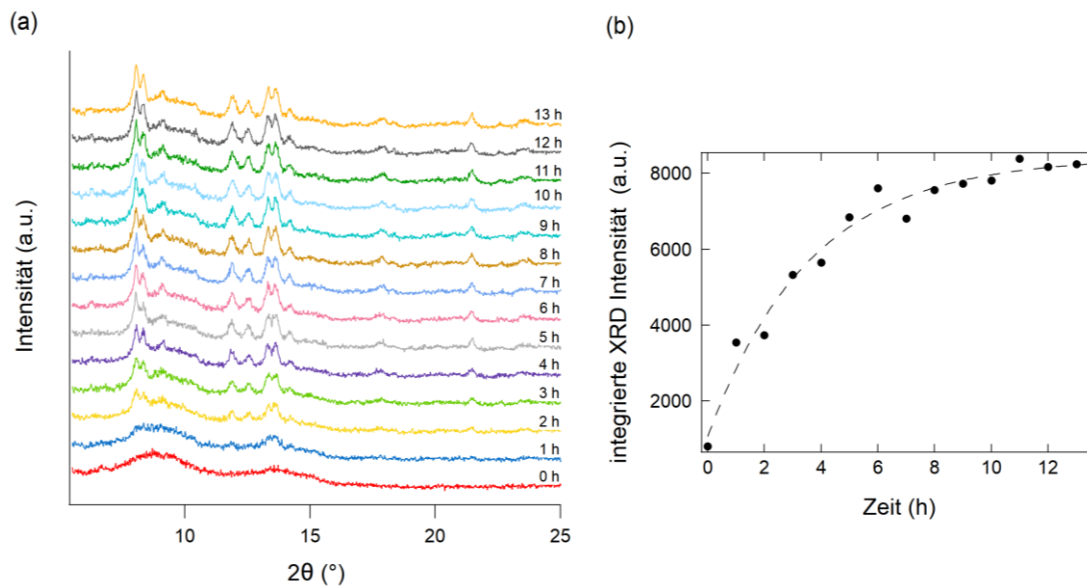 (a)
Intensität (a.u.)
13 h
12 h
11 h
10 h
9 h
8 h
7 h
6 h
5 h
4 h
3 h
2 h
1 h
0 h
10
15
20
25
2θ (°)
(b)
integrierte XRD Intensität (a.u.)
8000
6000
4000
2000
0
2
4
6
8
10
12
Zeit (h)